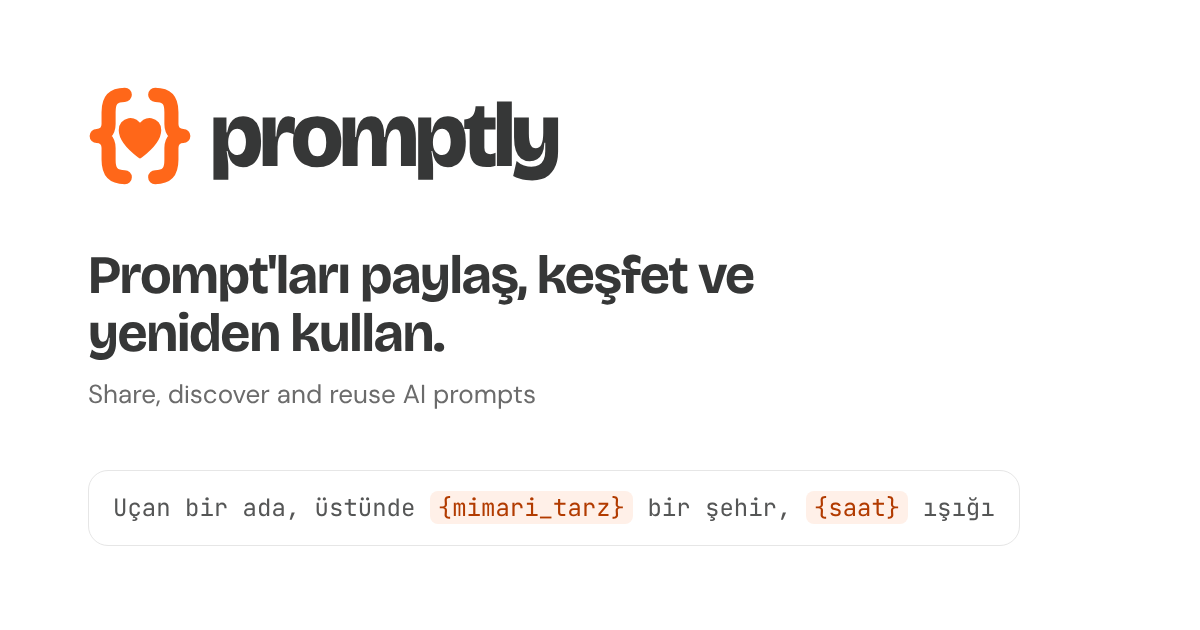 promptly
Prompt'ları paylaş, keşfet ve
yeniden kullan.
Share, discover and reuse AI prompts
Uçan bir ada, üstünde {mimari_tarz} bir şehir, {saat} ışığı